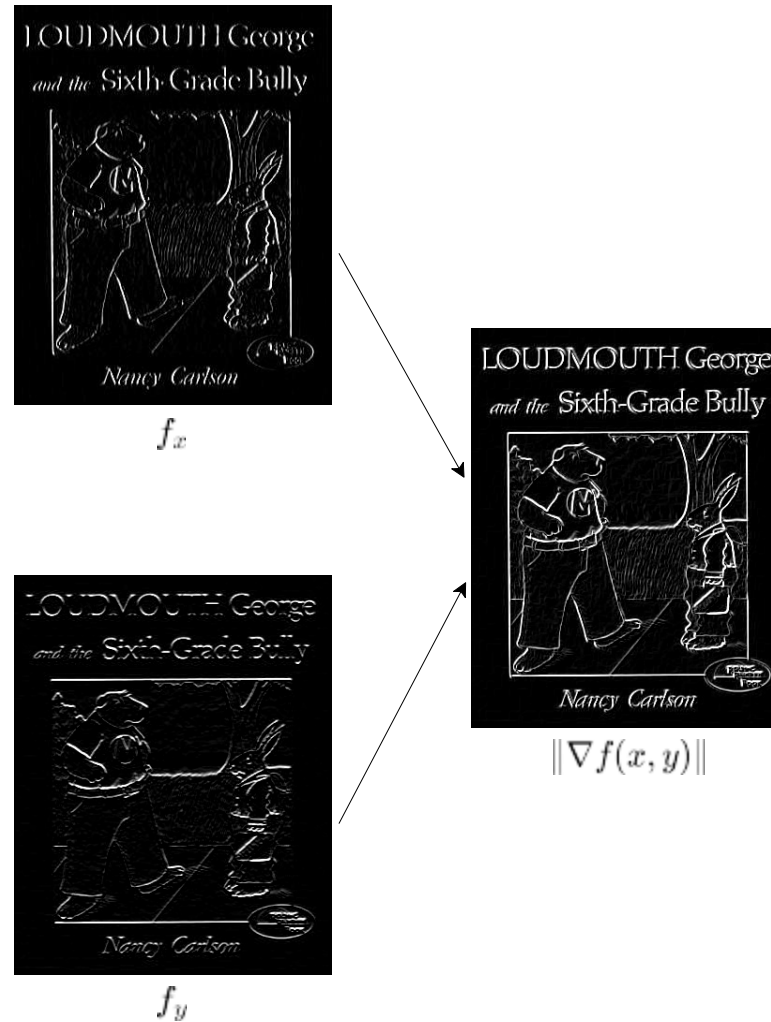 LOUDMOUTH George
and the Sixth-Grade Bully
M
Nancy Carlson
f_x
LOUDMOUTH George
and the Sixth-Grade Bully
M
Nancy Carlson
f_y
LOUDMOUTH George
and the Sixth-Grade Bully
M
Nancy Carlson
‖∇f(x, y)‖